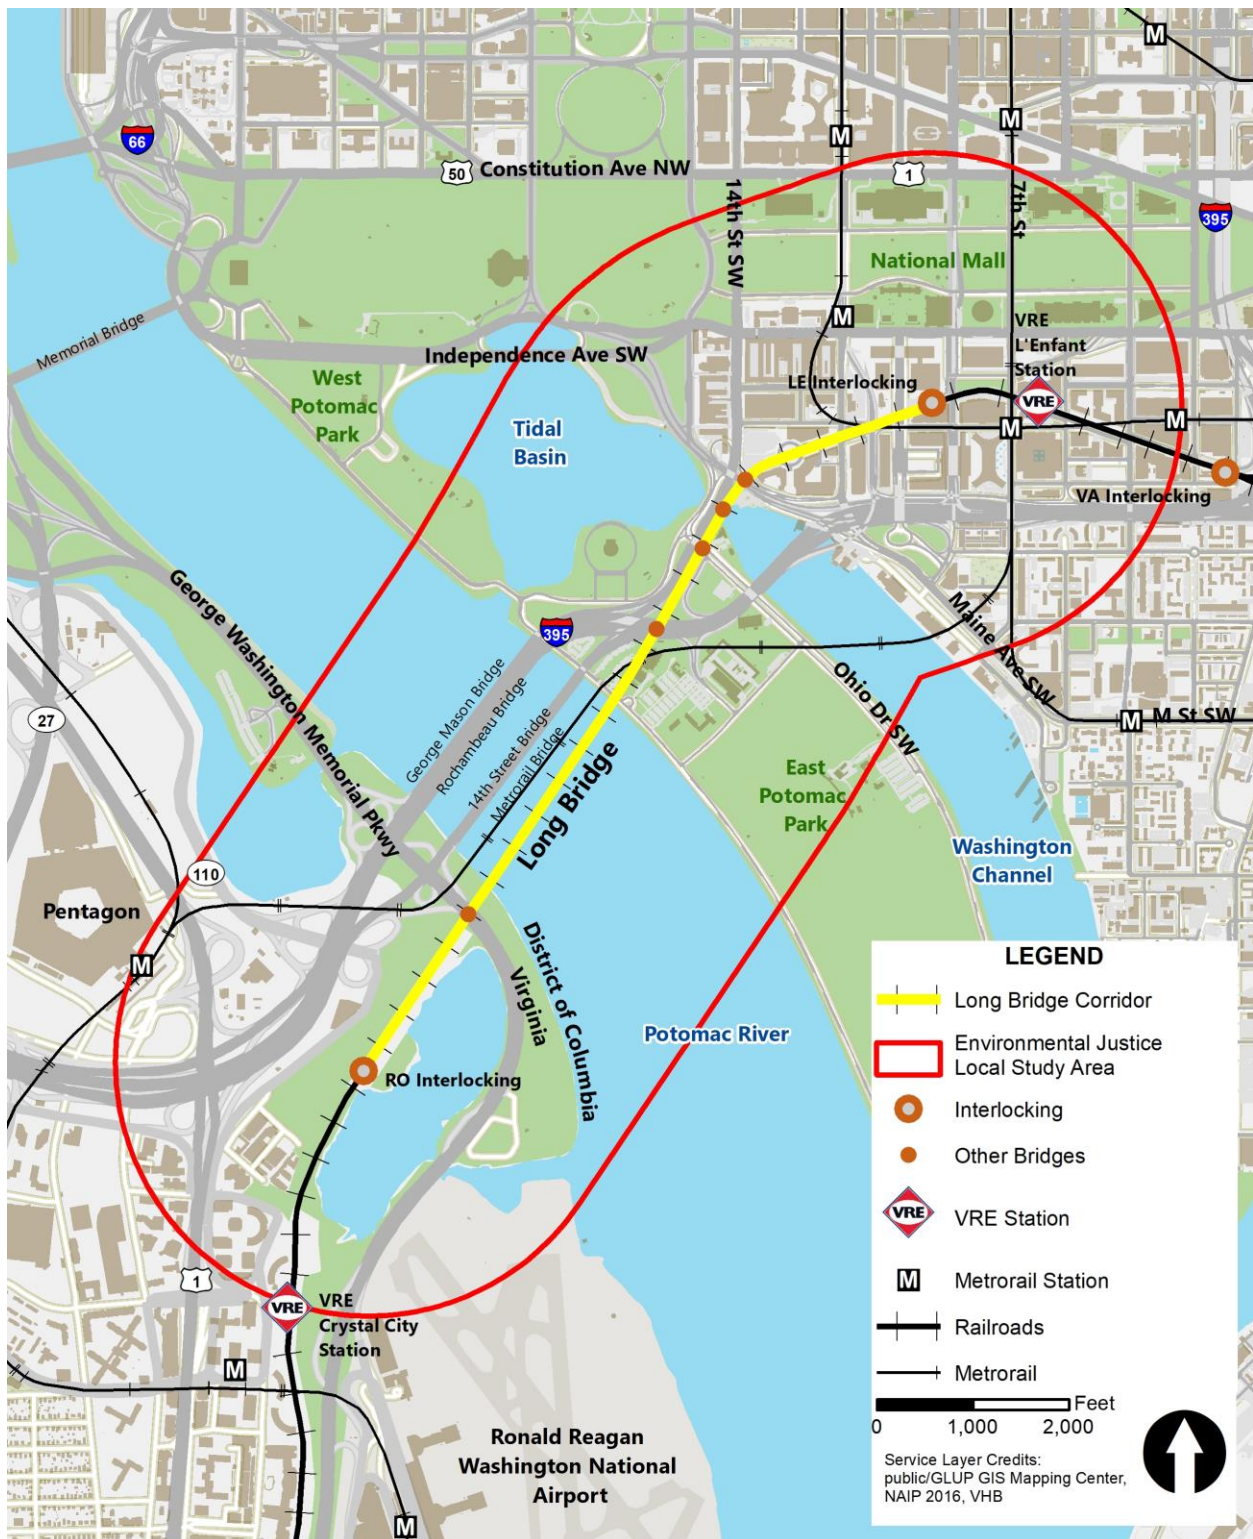 M
M
M
66
50
Constitution Ave NW
1
14th St SW
7th St
395
National Mall
Memorial Bridge
M
VRE
L'Enfant
Station
Independence Ave SW
West
Potomac
Park
LE Interlocking
VRE
Tidal
Basin
M
M
VA Interlocking
George Washington Memorial Pkwy
395
Maine Ave SW
Ohio Dr SW
27
M
M St SW
George Mason Bridge
Rochambeau Bridge
14th Street Bridge
Metrorail Bridge
Long Bridge
East
Potomac
Park
Washington
Channel
110
Pentagon
M
District of Columbia
Virginia
Potomac River
RO Interlocking
1
VRE
VRE
Crystal City
Station
M
Ronald Reagan
Washington National
Airport
M
LEGEND
Long Bridge Corridor
Environmental Justice
Local Study Area
Interlocking
Other Bridges
VRE
VRE Station
M
Metrorail Station
Railroads
Metrorail
Feet
0 1,000 2,000
Service Layer Credits:
public/GLUP GIS Mapping Center,
NAIP 2016, VHB